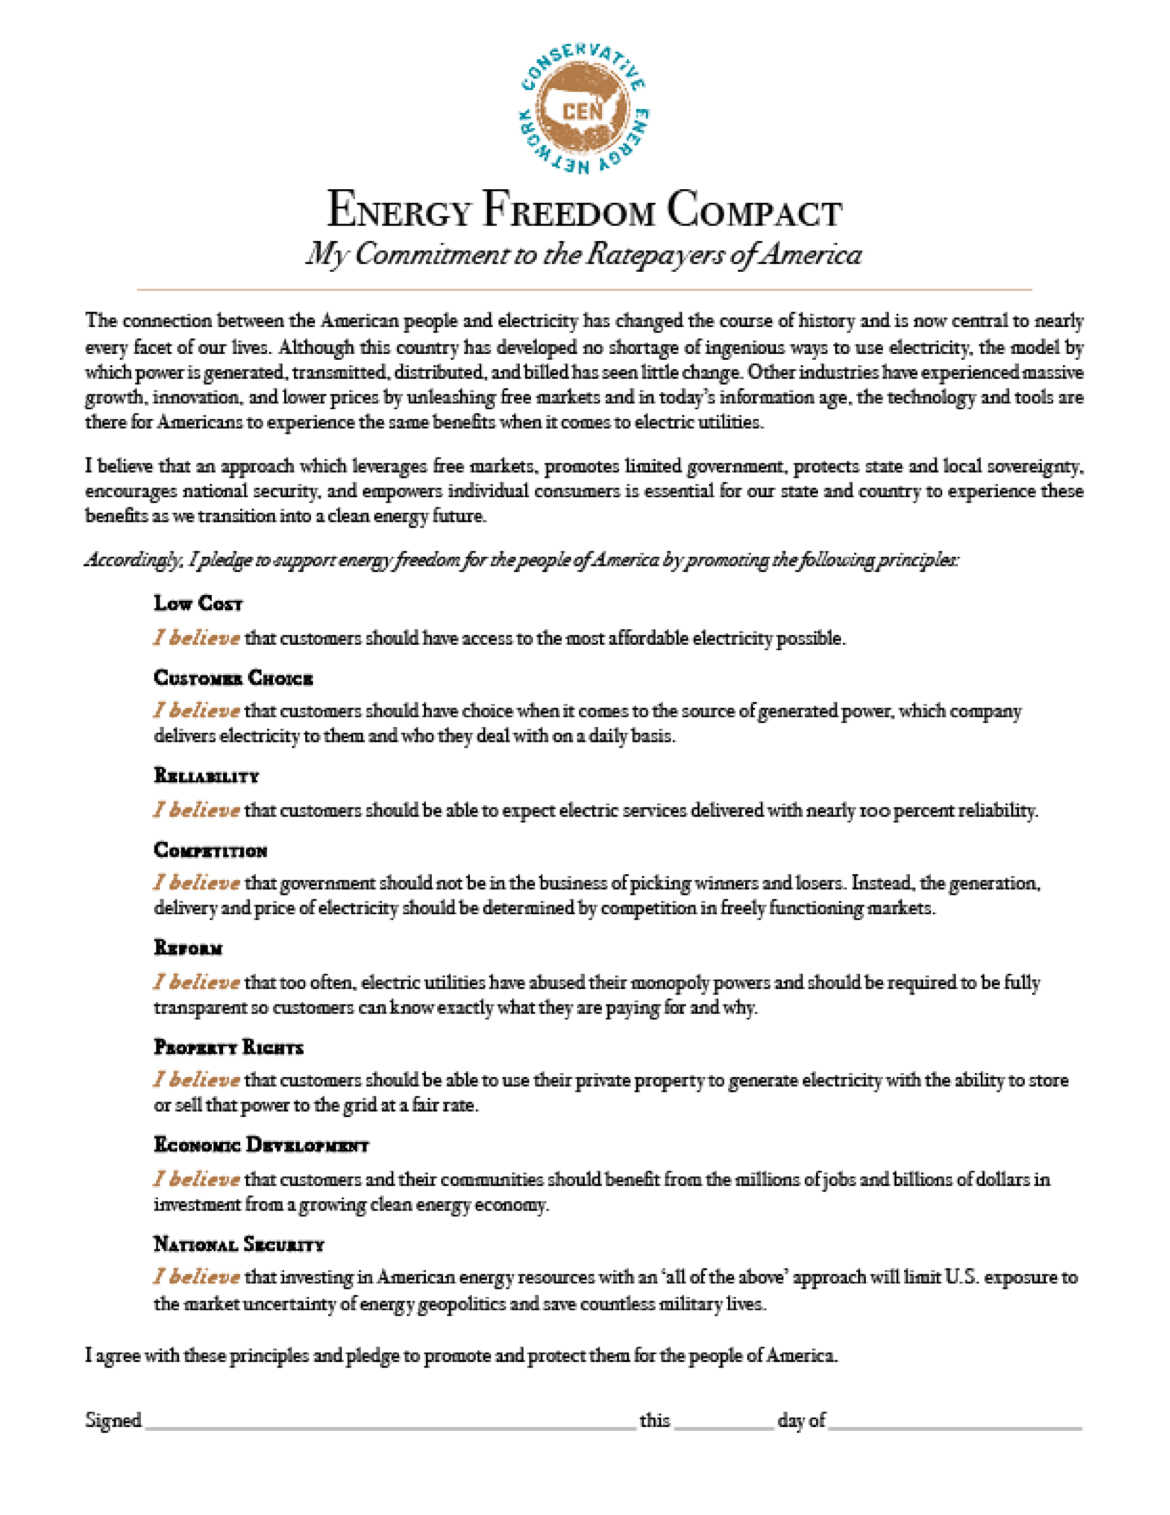 CONSERVATIVE ENERGY NETWORK
CEN
ENERGY FREEDOM COMPACT
My Commitment to the Ratepayers of America
The connection between the American people and electricity has changed the course of history and is now central to nearly
every facet of our lives. Although this country has developed no shortage of ingenious ways to use electricity, the model by
which power is generated, transmitted, distributed, and billed has seen little change. Other industries have experienced massive
growth, innovation, and lower prices by unleashing free markets and in today's information age, the technology and tools are
there for Americans to experience the same benefits when it comes to electric utilities.
I believe that an approach which leverages free markets, promotes limited government, protects state and local sovereignty,
encourages national security, and empowers individual consumers is essential for our state and country to experience these
benefits as we transition into a clean energy future.
Accordingly, I pledge to support energy freedom for the people of America by promoting the following principles:
LOW COST
I believe that customers should have access to the most affordable electricity possible.
CUSTOMER CHOICE
I believe that customers should have choice when it comes to the source of generated power, which company
delivers electricity to them and who they deal with on a daily basis.
RELIABILITY
I believe that customers should be able to expect electric services delivered with nearly 100 percent reliability.
COMPETITION
I believe that government should not be in the business of picking winners and losers. Instead, the generation,
delivery and price of electricity should be determined by competition in freely functioning markets.
REFORM
I believe that too often, electric utilities have abused their monopoly powers and should be required to be fully
transparent so customers can know exactly what they are paying for and why.
PROPERTY RIGHTS
I believe that customers should be able to use their private property to generate electricity with the ability to store
or sell that power to the grid at a fair rate.
ECONOMIC DEVELOPMENT
I believe that customers and their communities should benefit from the millions of jobs and billions of dollars in
investment from a growing clean energy economy.
NATIONAL SECURITY
I believe that investing in American energy resources with an 'all of the above' approach will limit U.S. exposure to
the market uncertainty of energy geopolitics and save countless military lives.
I agree with these principles and pledge to promote and protect them for the people of America.
Signed ____ this ____ day of ____